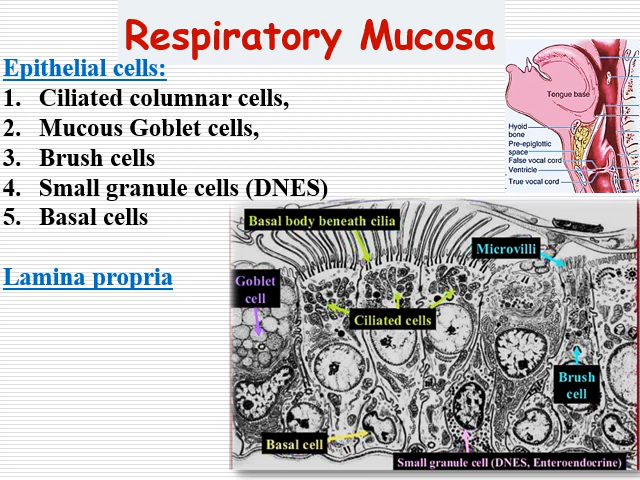 Respiratory Mucosa
Epithelial cells:
1. Ciliated columnar cells,
2. Mucous Goblet cells,
3. Brush cells
4. Small granule cells (DNES)
5. Basal cells
Lamina propria
Tongue base
Hyoid
bone
Pre-epiglottic
space
False vocal cord
Ventricle
True vocal cord
Basal body beneath cilia
Microvilli
Goblet
cell
Ciliated cells
Brush
cell
Basal cell
Small granule cell (DNES, Enteroendocrine)